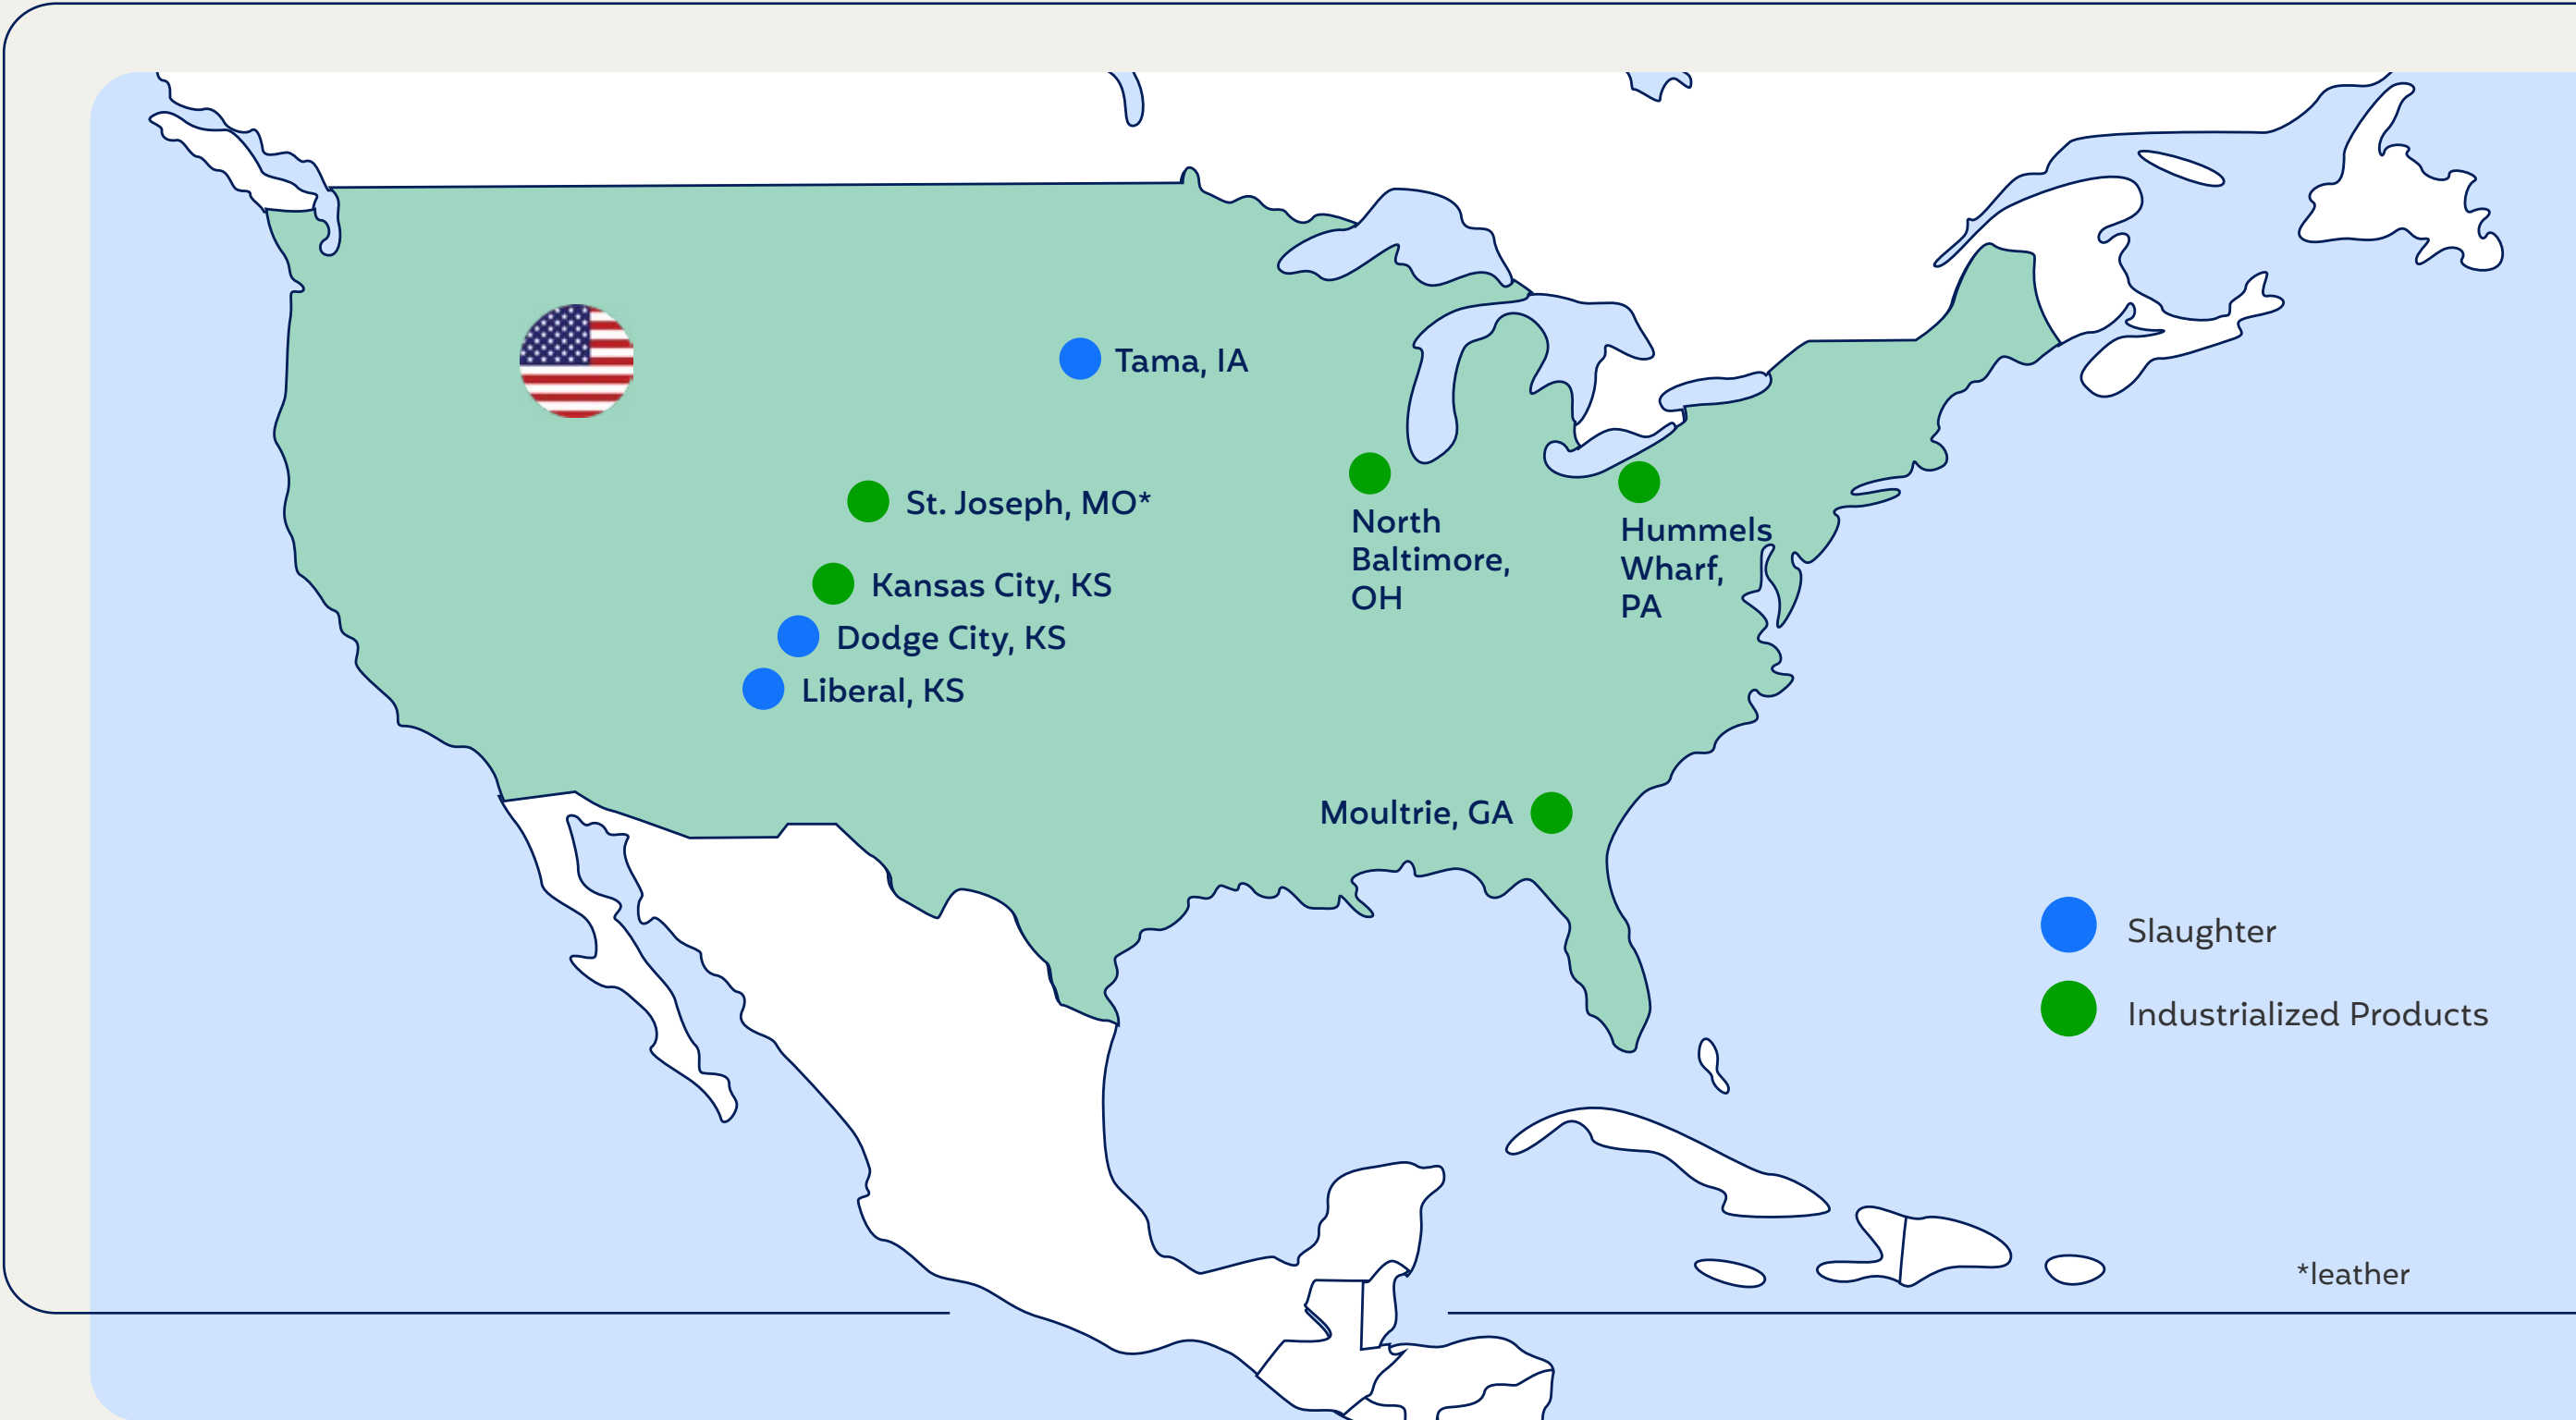 Tama, IA
St. Joseph, MO*
North
Baltimore,
OH
Hummels
Wharf,
PA
Kansas City, KS
Dodge City, KS
Liberal, KS
Moultrie, GA
Slaughter
Industrialized Products
*leather